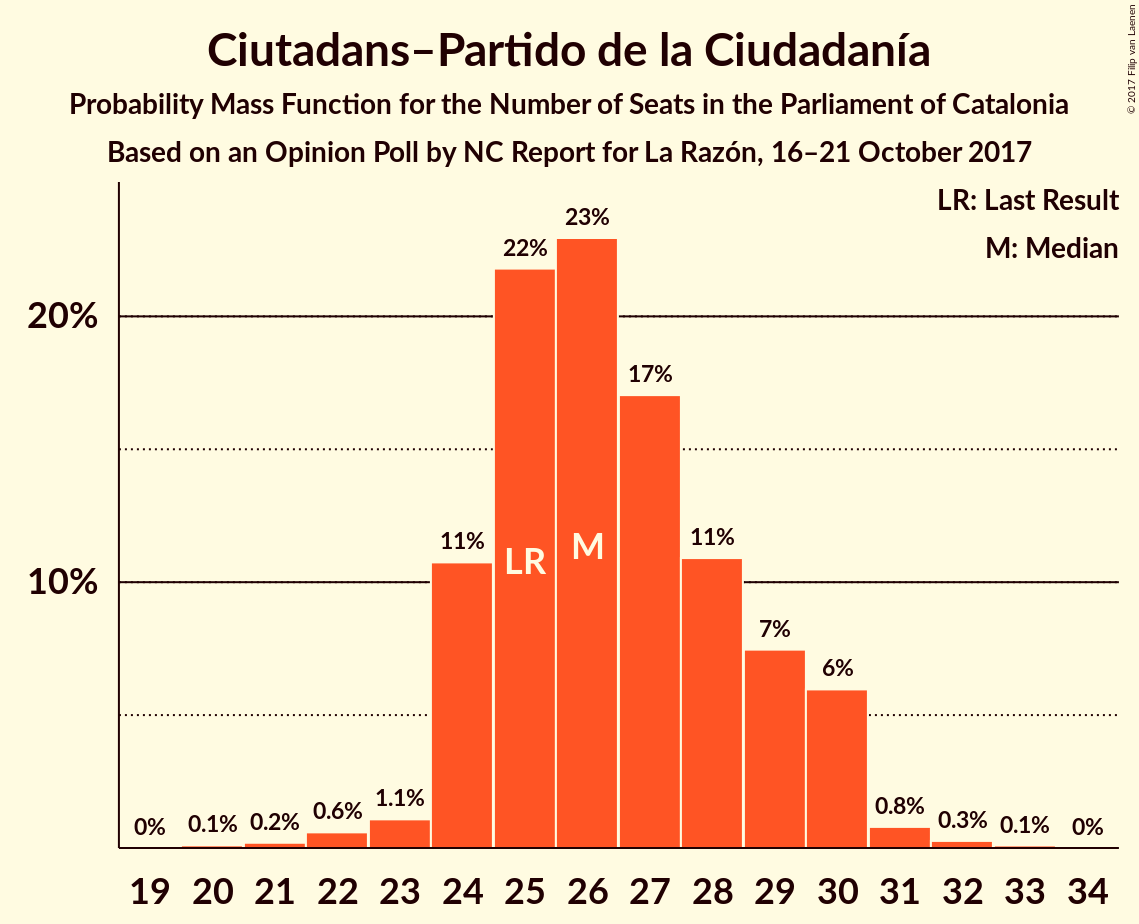 Ciutadans–Partido de la Ciudadanía
Probability Mass Function for the Number of Seats in the Parliament of Catalonia
Based on an Opinion Poll by NC Report for La Razón, 16–21 October 2017
© 2017 Filip van Laenen
LR: Last Result
M: Median
20%
10%
0%
0.1%
0.2%
0.6%
1.1%
11%
22%
23%
17%
11%
7%
6%
0.8%
0.3%
0.1%
0%
LR
M
19 20 21 22 23 24 25 26 27 28 29 30 31 32 33 34